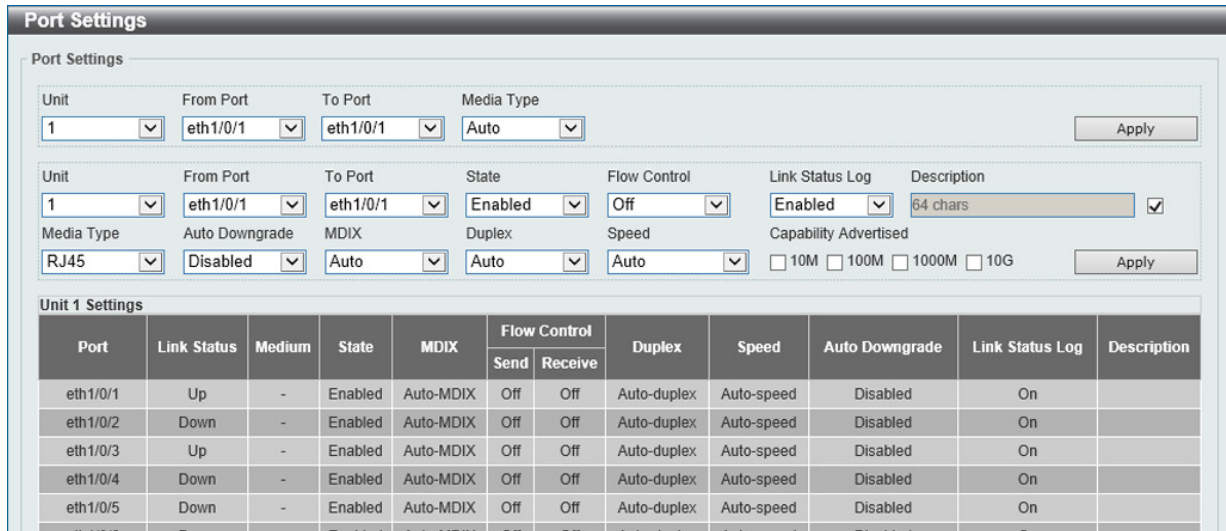 Port Settings
Port Settings
Unit From Port To Port Media Type
1 eth1/0/1 eth1/0/1 Auto Apply
Unit From Port To Port State Flow Control Link Status Log Description
1 eth1/0/1 eth1/0/1 Enabled Off Enabled 64 chars
Media Type Auto Downgrade MDIX Duplex Speed Capability Advertised
RJ45 Disabled Auto Auto Auto 10M 100M 1000M 10G Apply
Unit 1 Settings
Port Link Status Medium State MDIX Flow Control Duplex Speed Auto Downgrade Link Status Log Description
Send Receive
eth1/0/1 Up - Enabled Auto-MDIX Off Off Auto-duplex Auto-speed Disabled On
eth1/0/2 Down - Enabled Auto-MDIX Off Off Auto-duplex Auto-speed Disabled On
eth1/0/3 Up - Enabled Auto-MDIX Off Off Auto-duplex Auto-speed Disabled On
eth1/0/4 Down - Enabled Auto-MDIX Off Off Auto-duplex Auto-speed Disabled On
eth1/0/5 Down - Enabled Auto-MDIX Off Off Auto-duplex Auto-speed Disabled On